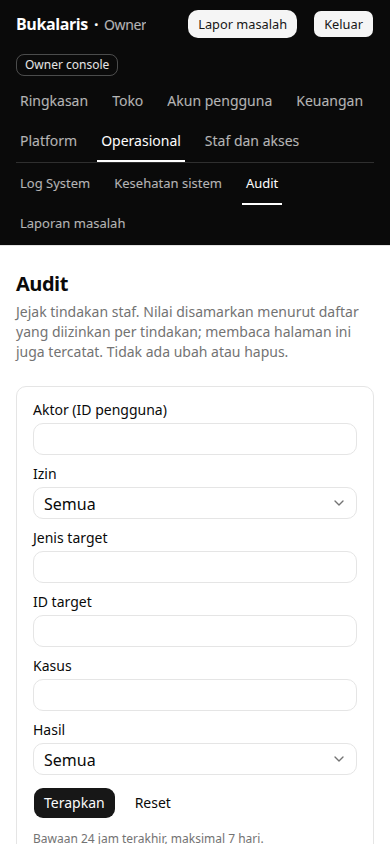 Bukalaris · Owner
Lapor masalah
Keluar
Owner console
Ringkasan
Toko
Akun pengguna
Keuangan
Platform
Operasional
Staf dan akses
Log System
Kesehatan sistem
Audit
Laporan masalah
Audit
Jejak tindakan staf. Nilai disamarkan menurut daftar
yang diizinkan per tindakan; membaca halaman ini
juga tercatat. Tidak ada ubah atau hapus.
Aktor (ID pengguna)
Izin
Semua
Jenis target
ID target
Kasus
Hasil
Semua
Terapkan
Reset
Bawaan 24 jam terakhir, maksimal 7 hari.